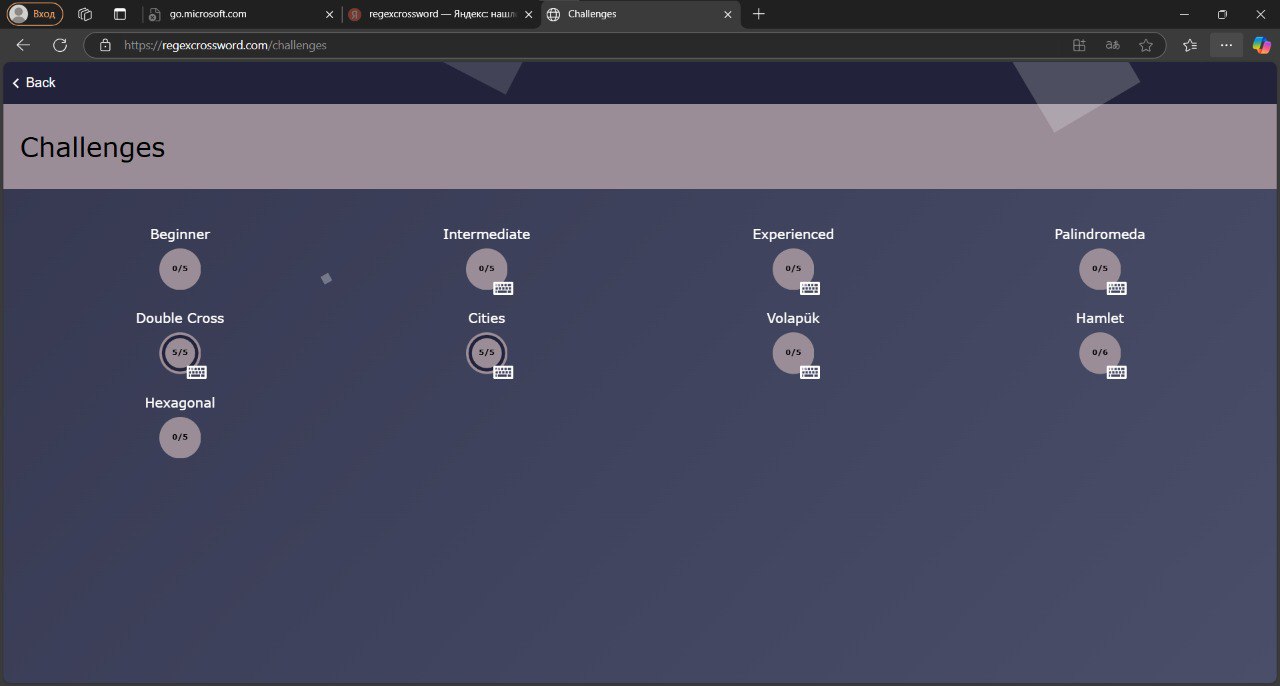 Вход
go.microsoft.com
regexcrossword — Яндекс: нашл
Challenges
https://regexcrossword.com/challenges
Back
Challenges
Beginner
Intermediate
Experienced
Palindromeda
0/5
0/5
0/5
0/5
Double Cross
Cities
Volapük
Hamlet
5/5
5/5
0/5
0/6
Hexagonal
0/5